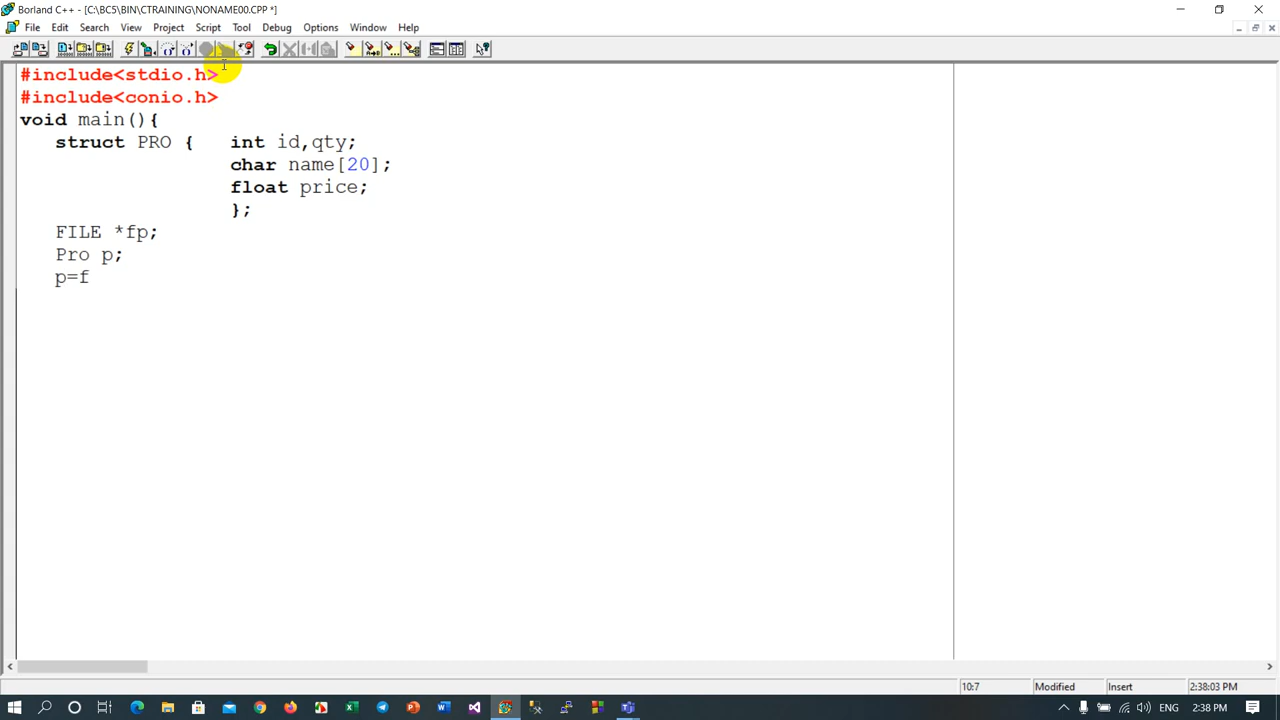 Borland C++ - [C:\BC5\BIN\CTRAINING\NONAME00.CPP *]
File Edit Search View Project Script Tool Debug Options Window Help
#include<stdio.h>
#include<conio.h>
void main(){
struct PRO { int id,qty;
char name[20];
float price;
};
FILE *fp;
Pro p;
p=f
10:7 Modified Insert 2:38:03 PM
ENG 2:38 PM